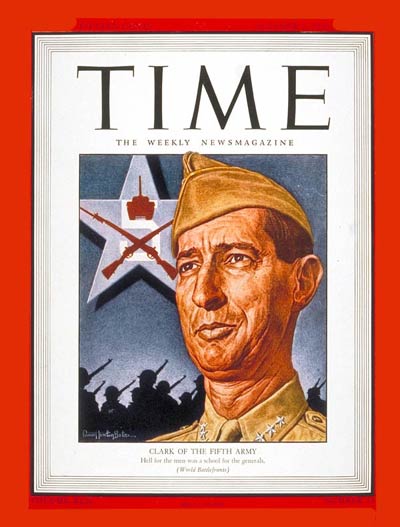 TIME
THE WEEKLY NEWSMAGAZINE
CLARK OF THE FIFTH ARMY
Hell for the men was a school for the generals.
(World Battlefronts)